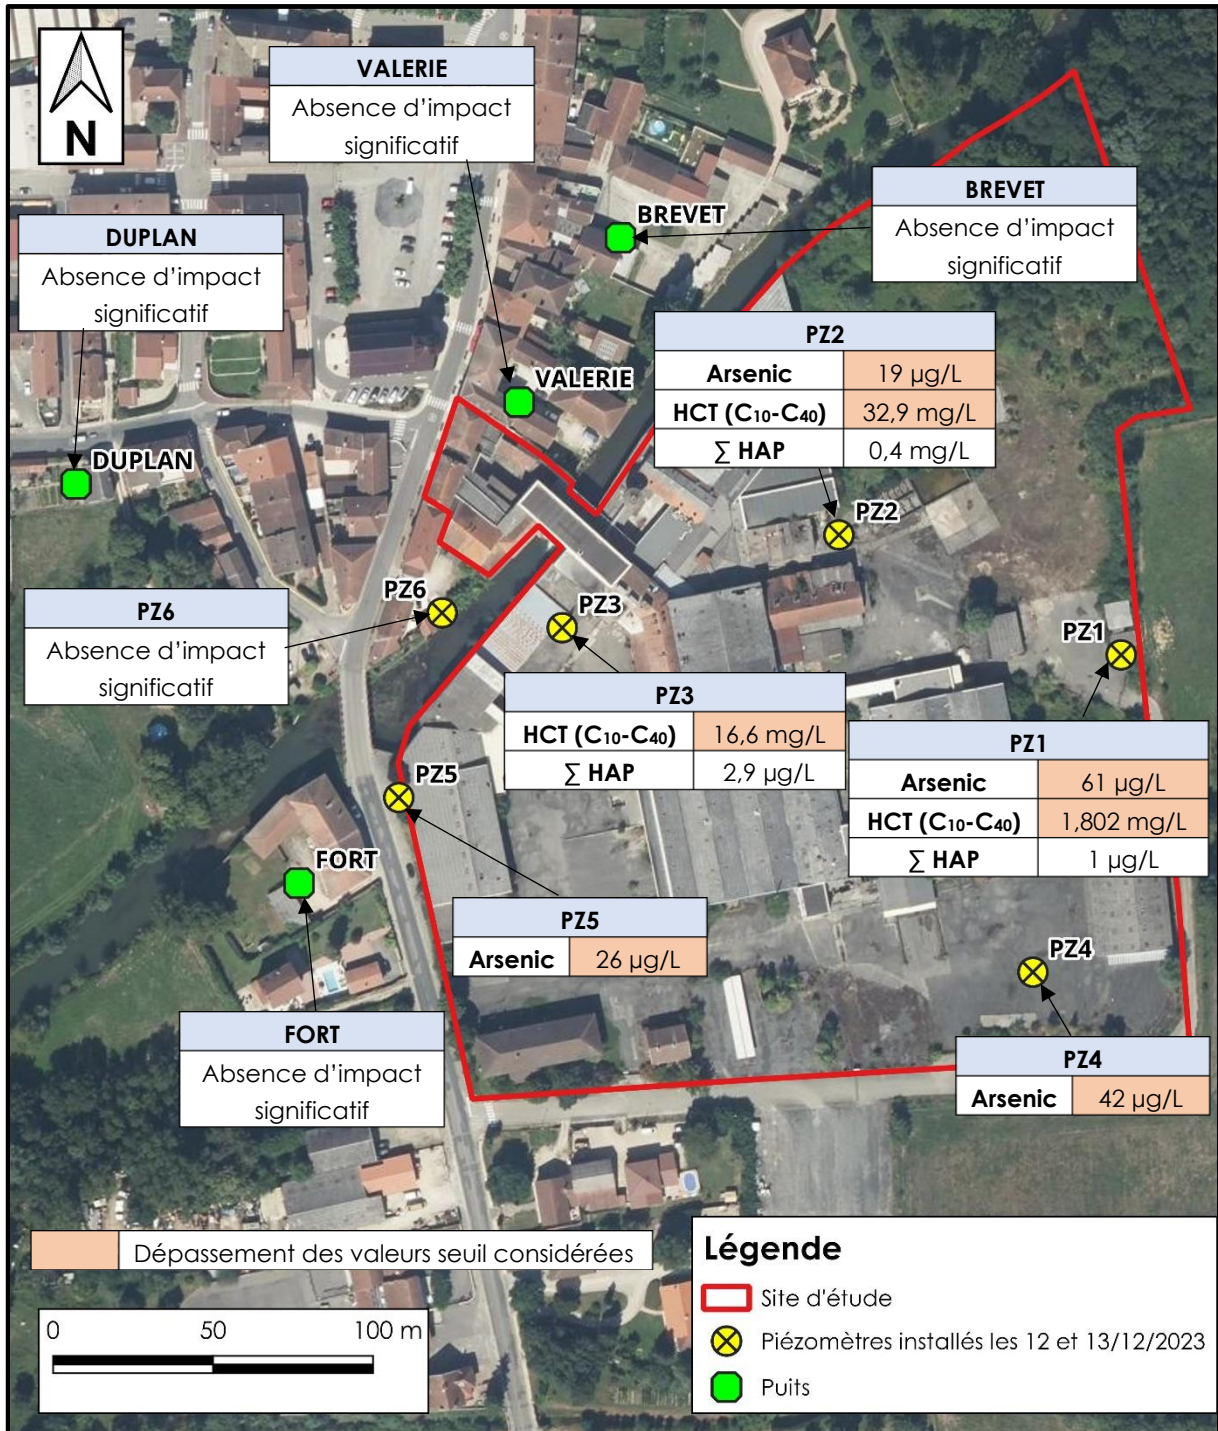 N
VALERIE
Absence d'impact
significatif
BREVET
BREVET
Absence d'impact
significatif
DUPLAN
Absence d'impact
significatif
PZ2
Arsenic 19 µg/L
HCT (C₁₀-C₄₀) 32,9 mg/L
∑ HAP 0,4 mg/L
VALERIE
DUPLAN
PZ2
PZ6
Absence d'impact
significatif
PZ6
PZ3
PZ1
PZ3
HCT (C₁₀-C₄₀) 16,6 mg/L
∑ HAP 2,9 µg/L
PZ1
Arsenic 61 µg/L
HCT (C₁₀-C₄₀) 1,802 mg/L
∑ HAP 1 µg/L
PZ5
FORT
PZ5
Arsenic 26 µg/L
PZ4
FORT
Absence d'impact
significatif
PZ4
Arsenic 42 µg/L
Dépassement des valeurs seuil considérées
0 50 100 m
Légende
Site d'étude
Piézomètres installés les 12 et 13/12/2023
Puits